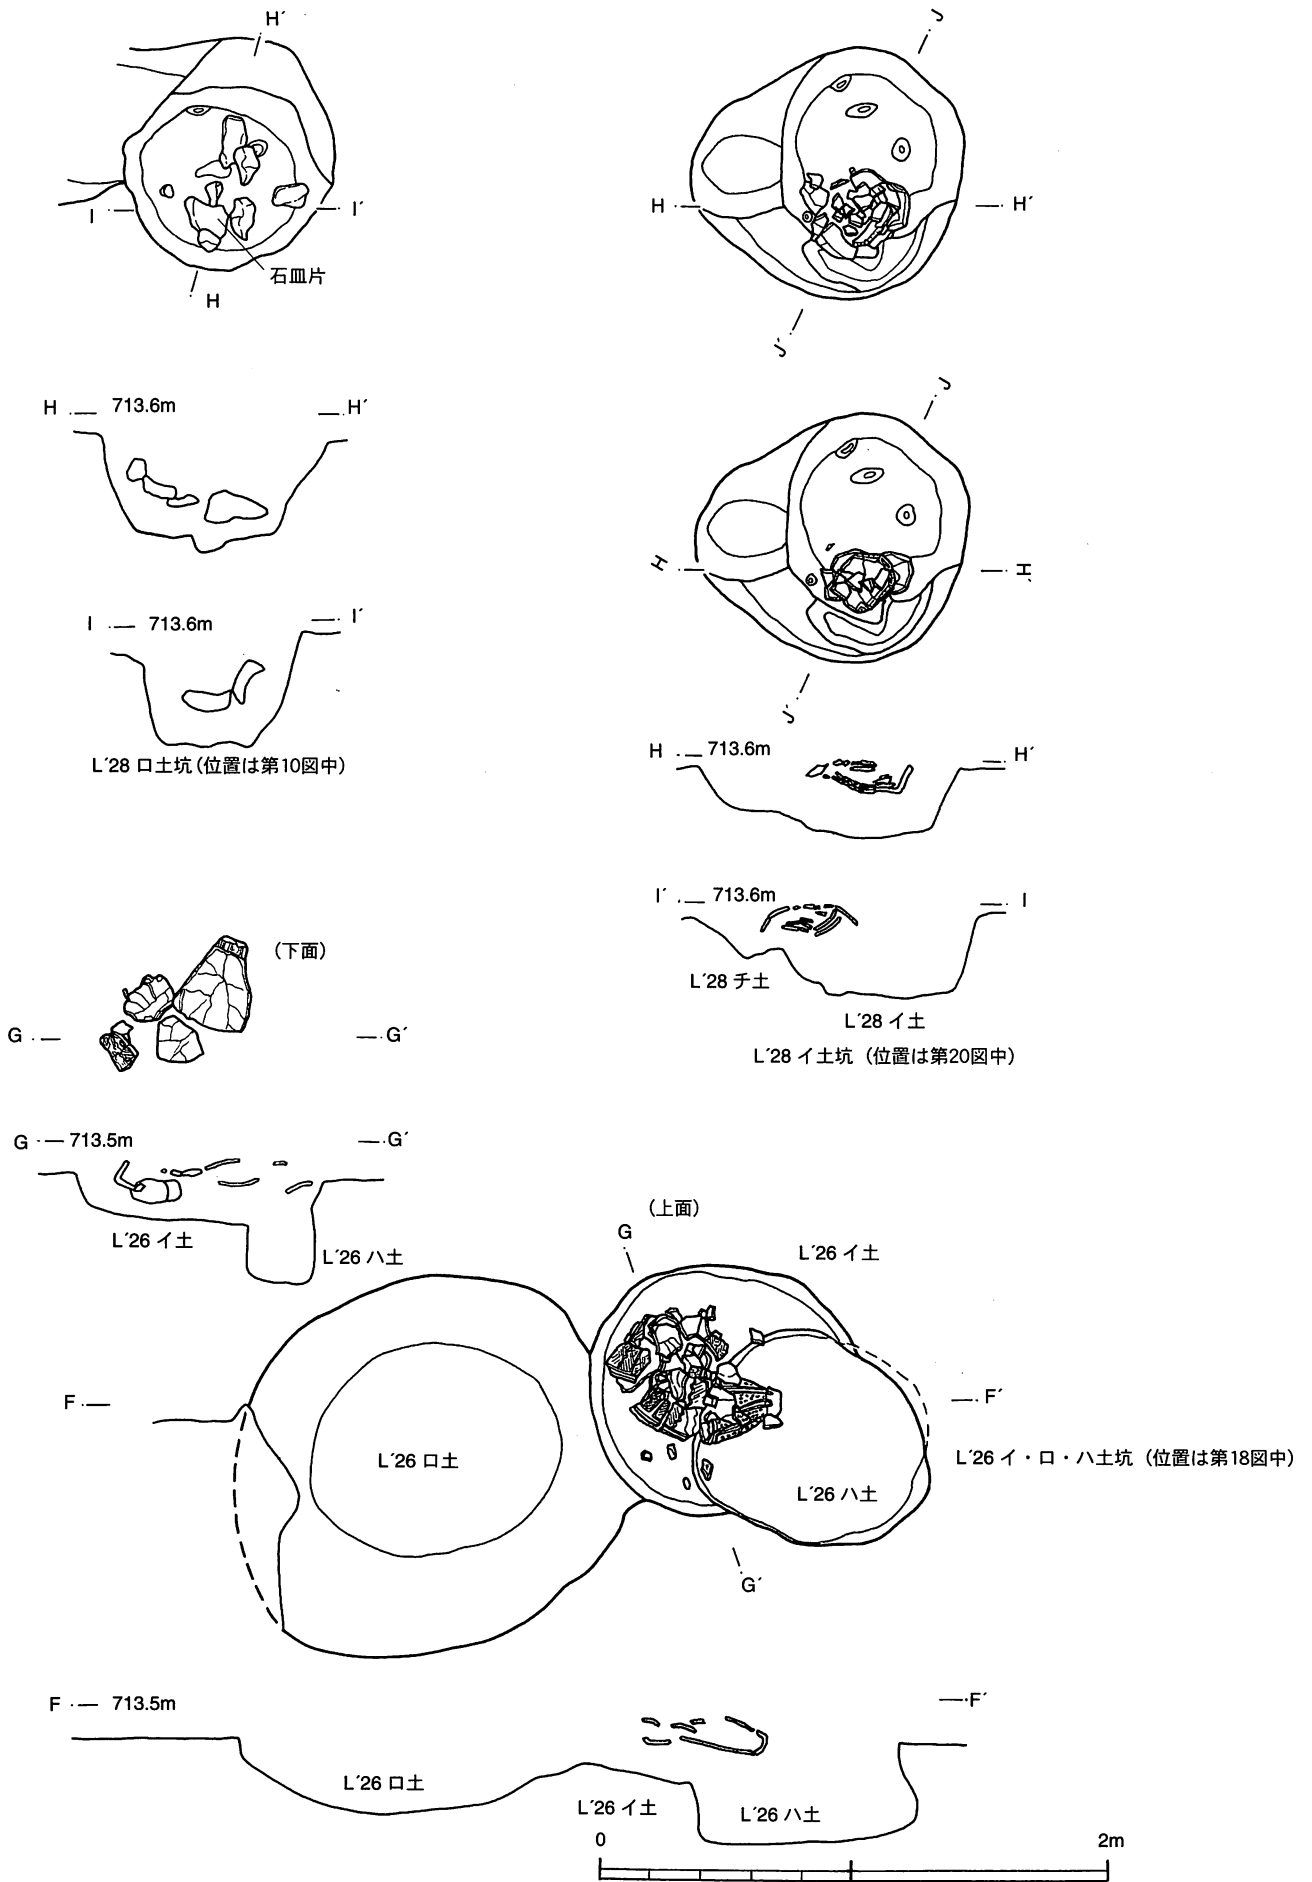 H´
I
I´
石皿片
H
H
713.6m
H´
I
713.6m
I´
L´28 ロ土坑(位置は第10図中)
J
H
H´
J´
J
H
H´
J´
H
713.6m
H´
I´
713.6m
I
L´28 チ土
L´28 イ土
L´28 イ土坑 (位置は第20図中)
(下面)
G
G´
G
713.5m
G´
L´26 イ土
L´26 ハ土
(上面)
G
L´26 イ土
F
F´
L´26 ロ土
L´26 ハ土
L´26 イ・ロ・ハ土坑 (位置は第18図中)
G´
F
713.5m
F´
L´26 ロ土
L´26 イ土
L´26 ハ土
0
2m